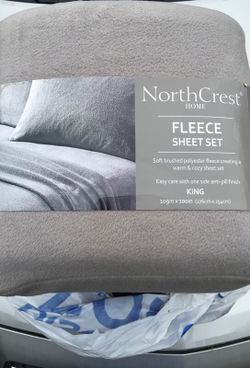 NorthCrest®
HOME
FLEECE
SHEET SET
Soft brushed polyester fleece creating a
warm & cozy sheet set
Easy care with one side anti-pill finish
KING